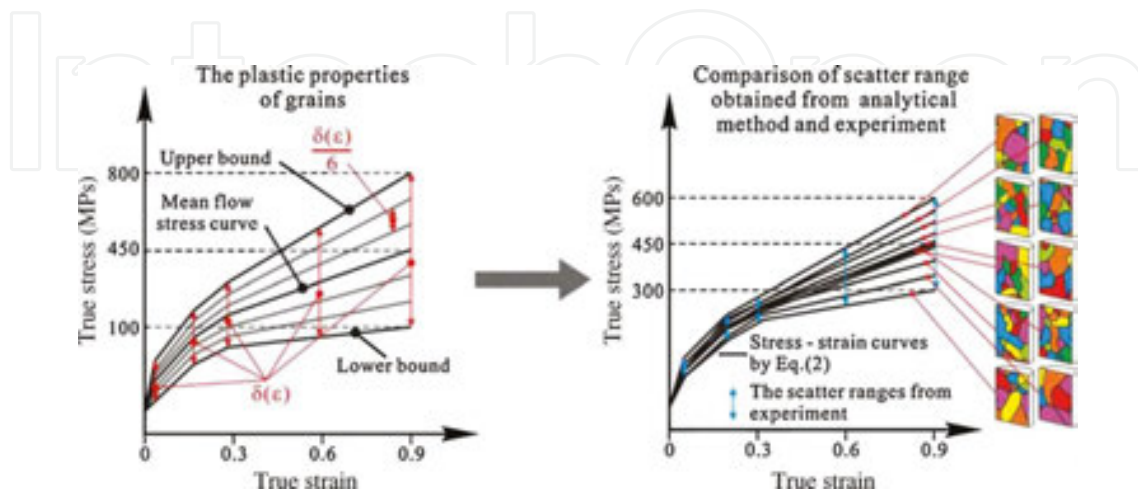 IntechOpen
The plastic properties
of grains
δ(ε)
6
Upper bound
Mean flow
stress curve
800
450
100
True stress (MPs)
Lower bound
δ(ε)
0
0.3
0.6
0.9
True strain
Comparison of scatter range
obtained from analytical
method and experiment
600
450
300
True stress (MPs)
Stress - strain curves
by Eq.(2)
The scatter ranges from
experiment
0
0.2
0.3
0.6
0.9
True strain